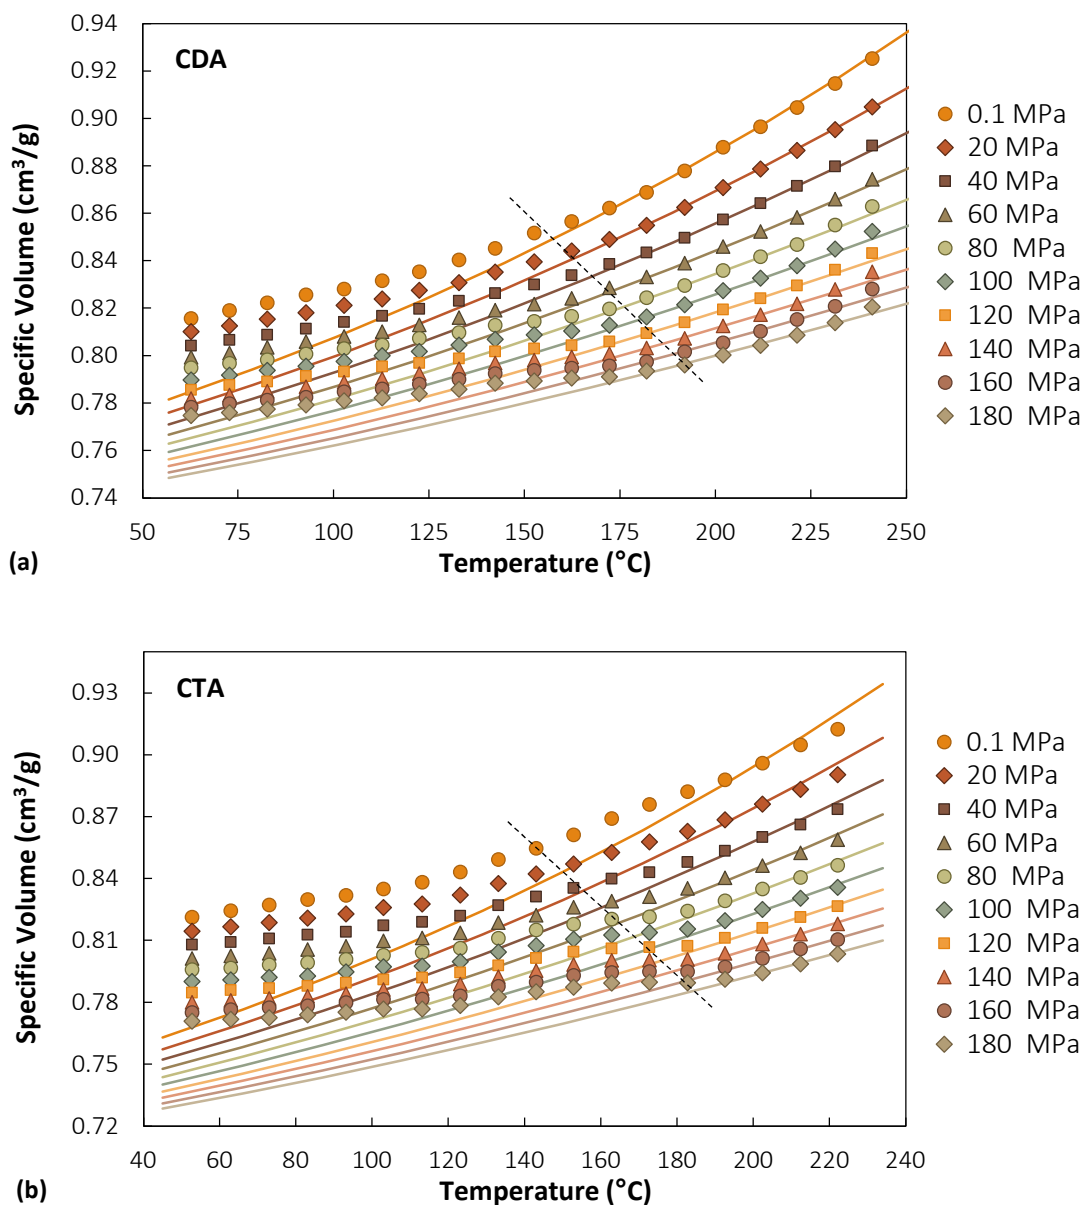 CDA
Specific Volume (cm³/g)
0.94
0.92
0.90
0.88
0.86
0.84
0.82
0.80
0.78
0.76
0.74
50 75 100 125 150 175 200 225 250
Temperature (°C)
(a)
0.1 MPa
20 MPa
40 MPa
60 MPa
80 MPa
100 MPa
120 MPa
140 MPa
160 MPa
180 MPa
CTA
Specific Volume (cm³/g)
0.93
0.90
0.87
0.84
0.81
0.78
0.75
0.72
40 60 80 100 120 140 160 180 200 220 240
Temperature (°C)
(b)
0.1 MPa
20 MPa
40 MPa
60 MPa
80 MPa
100 MPa
120 MPa
140 MPa
160 MPa
180 MPa